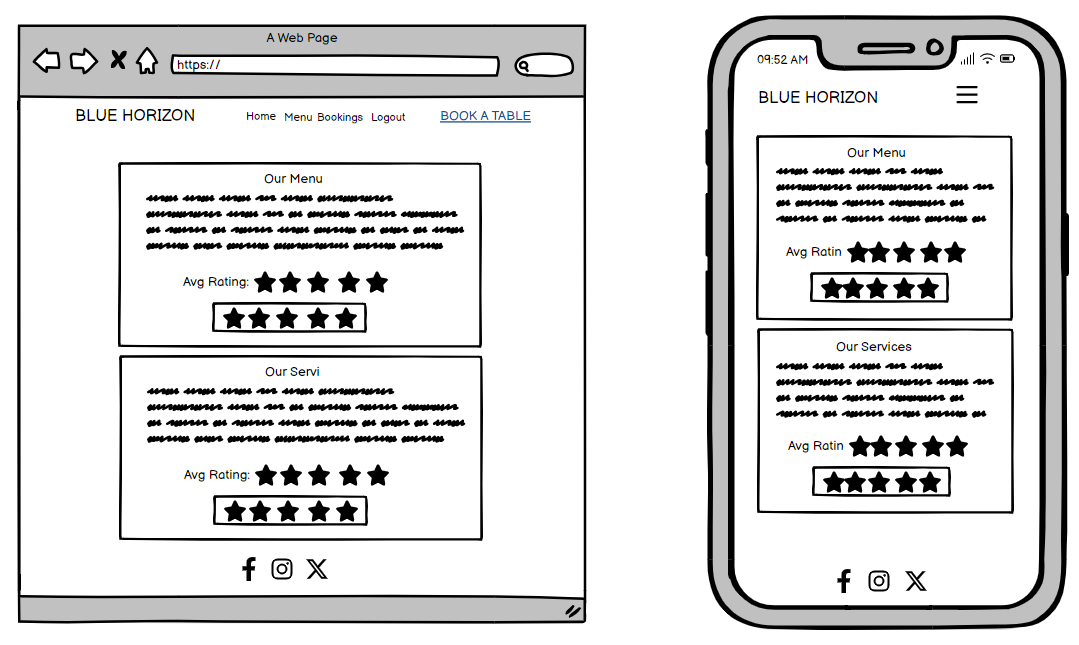 A Web Page
https://
BLUE HORIZON Home Menu Bookings Logout BOOK A TABLE
Our Menu
Avg Rating:
Our Servi
Avg Rating:
09:52 AM
BLUE HORIZON
Our Menu
Avg Ratin
Our Services
Avg Ratin